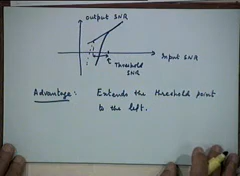 output SNR
Input SNR
Threshold
SNR
Advantage: Extends the threshold point
to the left.